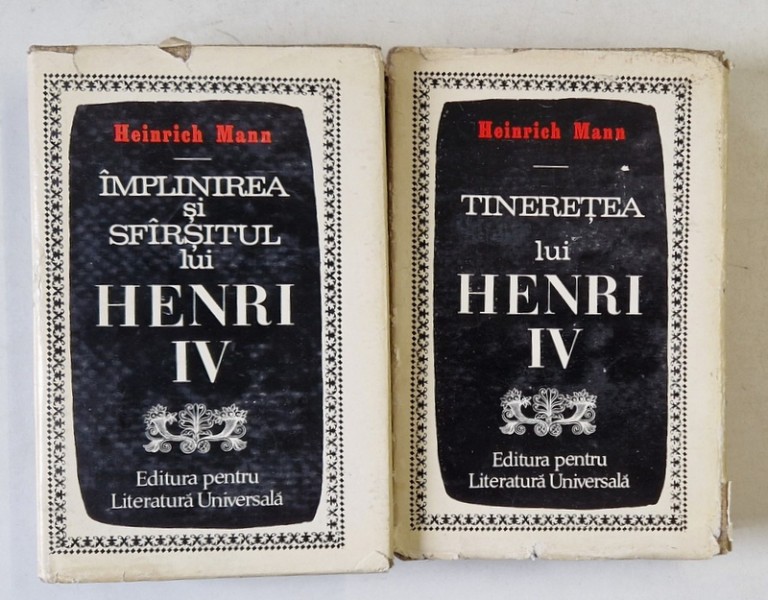 Heinrich Mann
ÎMPLINIREA
și
SFÎRȘITUL
lui
HENRI
IV
Editura pentru
Literatură Universală
Heinrich Mann
TINEREȚEA
lui
HENRI
IV
Editura pentru
Literatură Universală